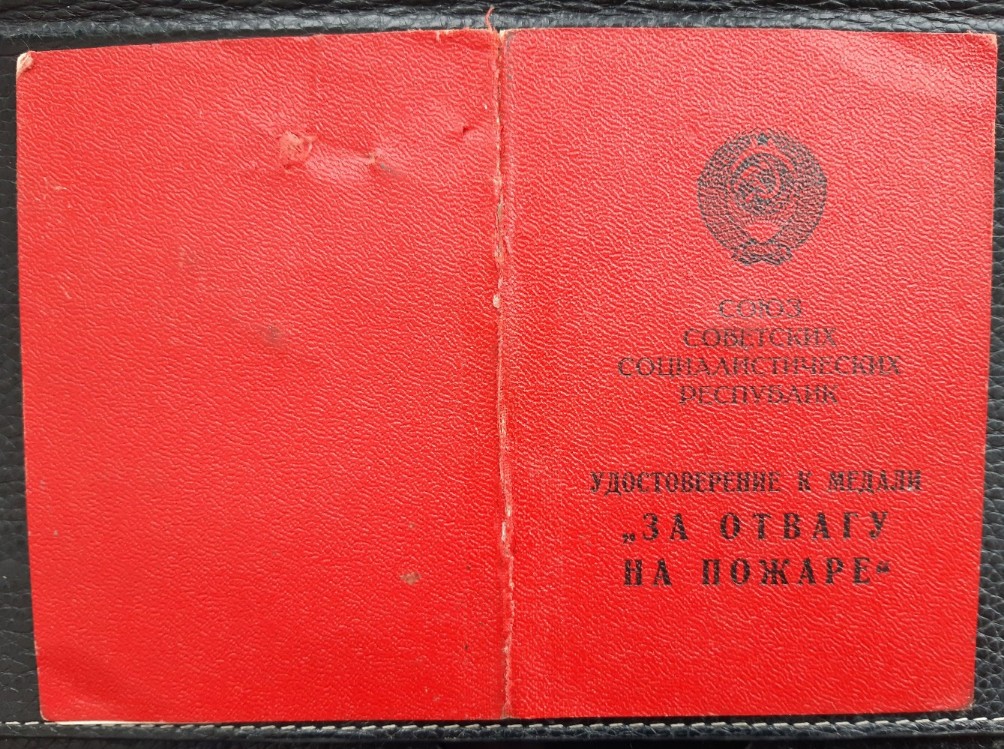 СОЮЗ
СОВЕТСКИХ
СОЦИАЛИСТИЧЕСКИХ
РЕСПУБЛИК
УДОСТОВЕРЕНИЕ К МЕДАЛИ
„ЗА ОТВАГУ
НА ПОЖАРЕ“